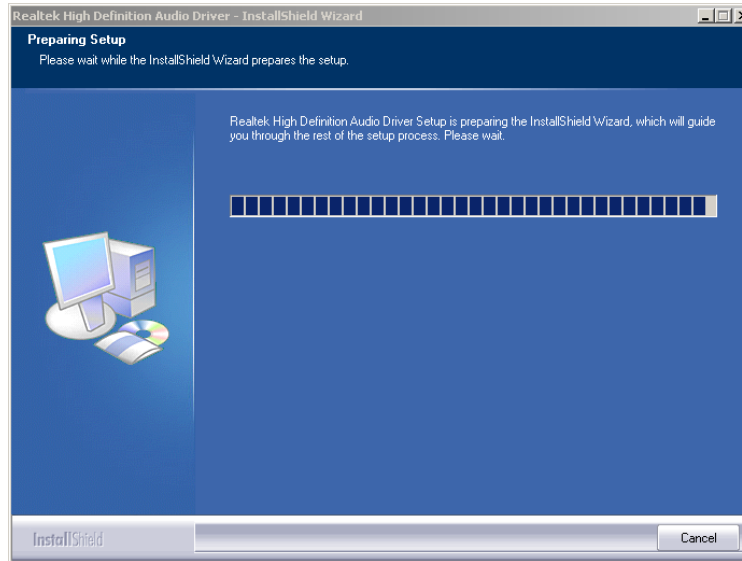 Realtek High Definition Audio Driver - InstallShield Wizard
Preparing Setup
Please wait while the InstallShield Wizard prepares the setup.
Realtek High Definition Audio Driver Setup is preparing the InstallShield Wizard, which will guide
you through the rest of the setup process. Please wait.
InstallShield
Cancel